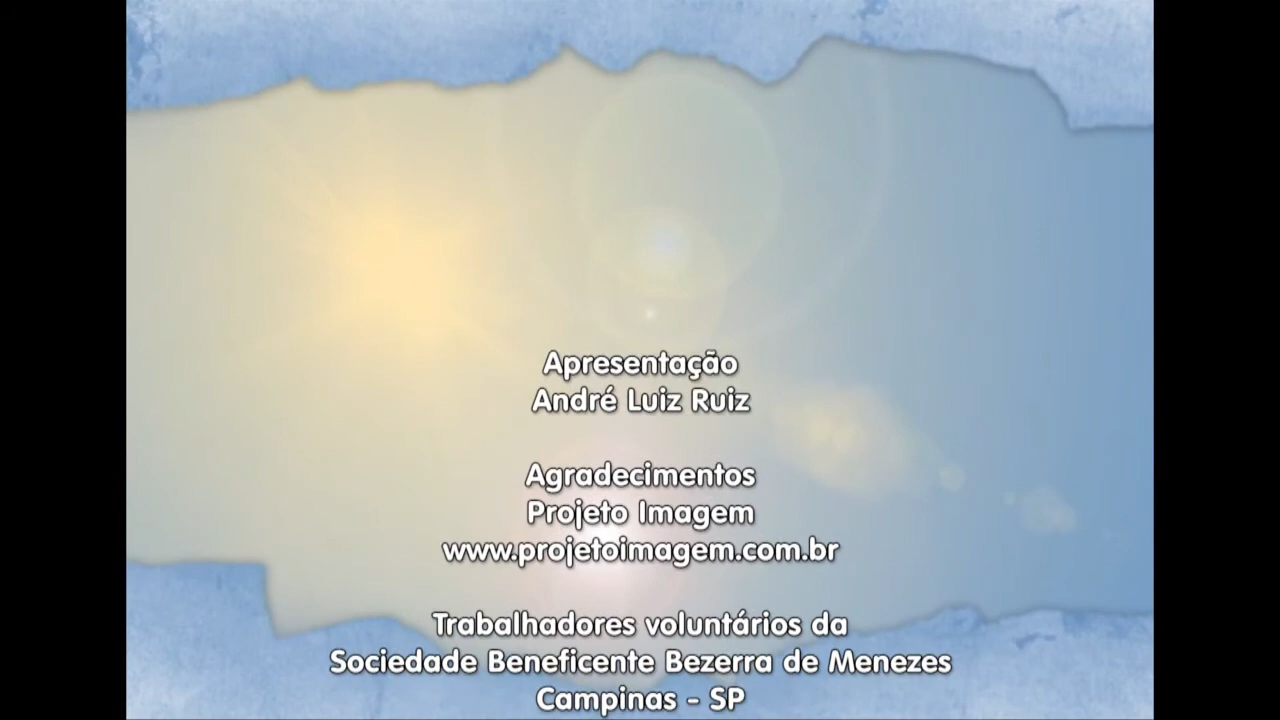 Apresentação
André Luiz Ruiz
Agradecimentos
Projeto Imagem
www.projetoimagem.com.br
Trabalhadores voluntários da
Sociedade Beneficente Bezerra de Menezes
Campinas - SP